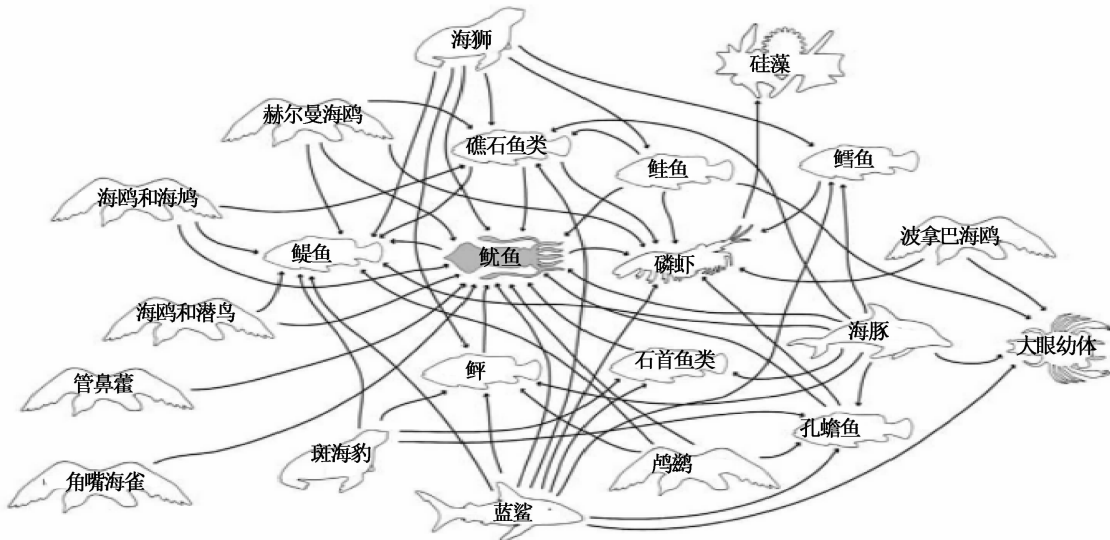 海狮
硅藻
赫尔曼海鸥
礁石鱼类
鲑鱼
鳕鱼
海鸥和海鸠
波拿巴海鸥
鳀鱼
鱿鱼
磷虾
海鸥和潜鸟
海豚
大眼幼体
石首鱼类
鲆
管鼻藿
孔蟾鱼
斑海豹
鸬鹚
角嘴海雀
蓝鲨